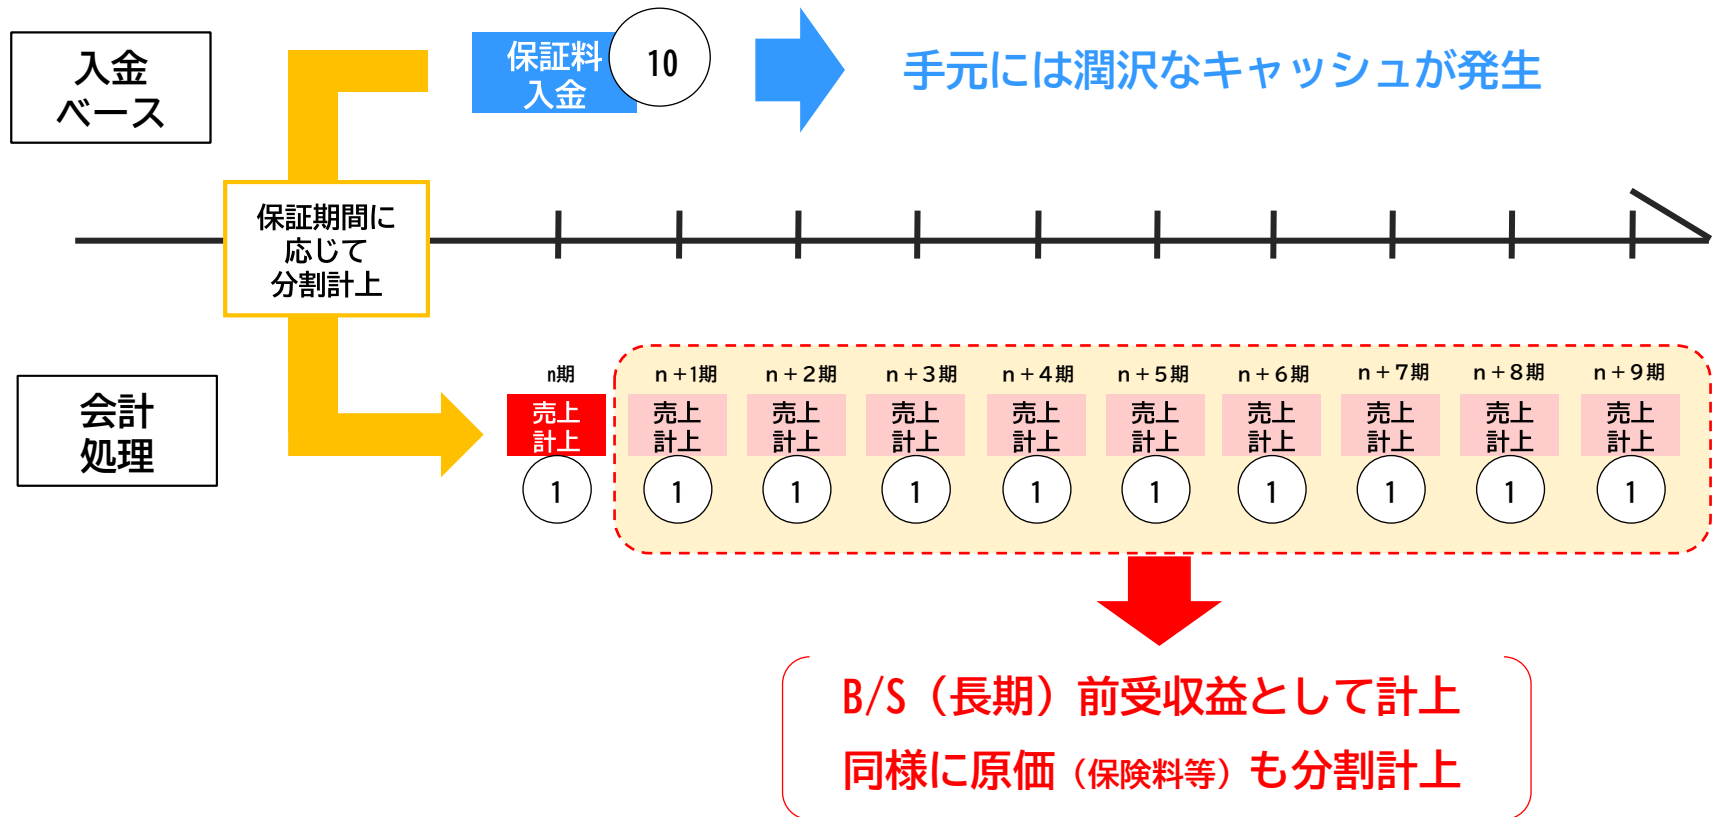 入金
ベース
保証料
入金
10
手元には潤沢なキャッシュが発生
保証期間に
応じて
分割計上
会計
処理
n期
n+1期
n+2期
n+3期
n+4期
n+5期
n+6期
n+7期
n+8期
n+9期
売上
計上
売上
計上
売上
計上
売上
計上
売上
計上
売上
計上
売上
計上
売上
計上
売上
計上
売上
計上
1
1
1
1
1
1
1
1
1
1
B/S（長期）前受収益として計上
同様に原価（保険料等）も分割計上